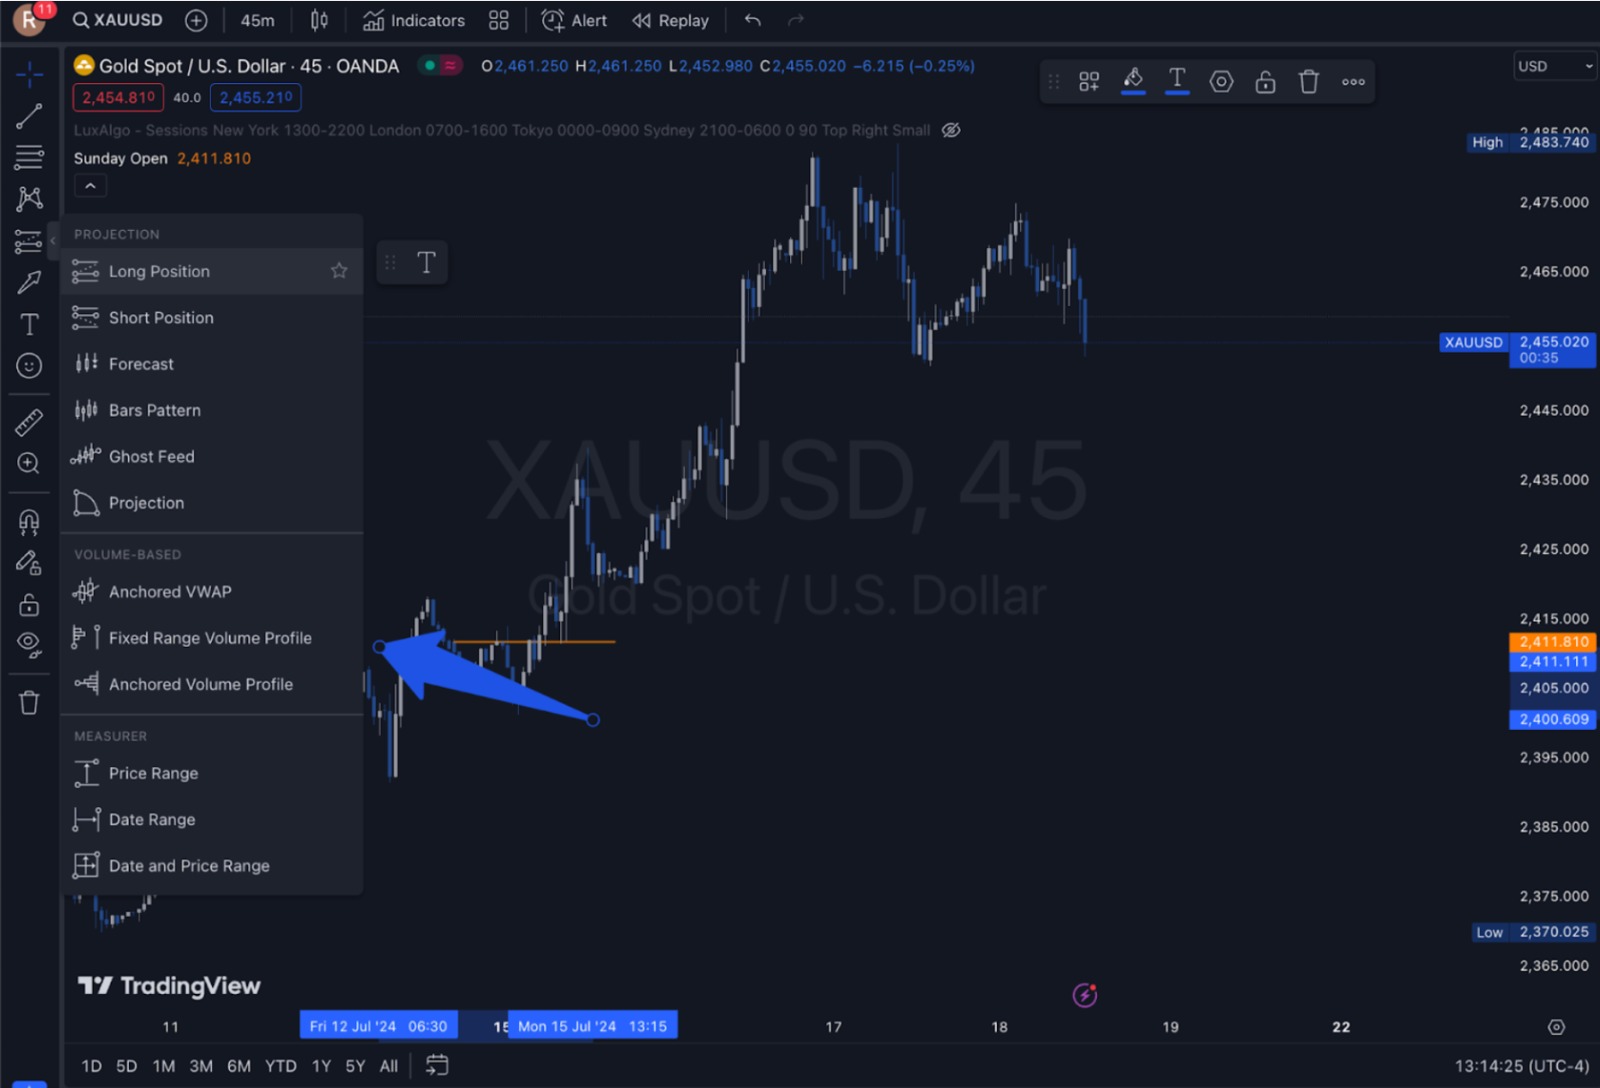 R 11 XAUUSD 45m Indicators Alert Replay
Gold Spot / U.S. Dollar · 45 · OANDA O2,461.250 H2,461.250 L2,452.980 C2,455.020 −6.215 (−0.25%)
USD
2,454.810 40.0 2,455.210
LuxAlgo - Sessions New York 1300-2200 London 0700-1600 Tokyo 0000-0900 Sydney 2100-0600 0 90 Top Right Small
Sunday Open 2,411.810
PROJECTION
Long Position
Short Position
Forecast
Bars Pattern
Ghost Feed
Projection
VOLUME-BASED
Anchored VWAP
Fixed Range Volume Profile
Anchored Volume Profile
MEASURER
Price Range
Date Range
Date and Price Range
XAUUSD, 45
Gold Spot / U.S. Dollar
2,485.000
High 2,483.740
2,475.000
2,465.000
XAUUSD 2,455.020
00:35
2,445.000
2,435.000
2,425.000
2,415.000
2,411.810
2,411.111
2,405.000
2,400.609
2,395.000
2,385.000
2,375.000
Low 2,370.025
2,365.000
TradingView
11 Fri 12 Jul '24 06:30 15 Mon 15 Jul '24 13:15 17 18 19 22
1D 5D 1M 3M 6M YTD 1Y 5Y All
13:14:25 (UTC-4)